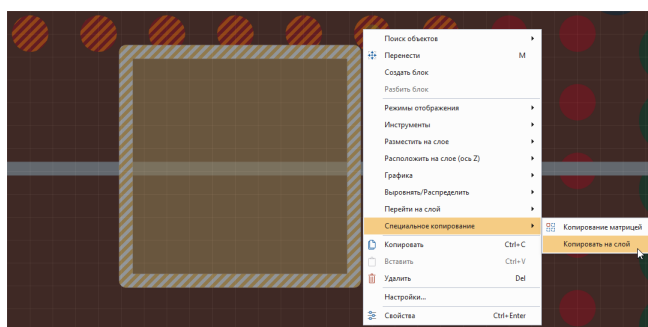 Поиск объектов
Перенести M
Создать блок
Разбить блок
Режимы отображения
Инструменты
Разместить на слое
Расположить на слое (ось Z)
Графика
Выровнять/Распределить
Перейти на слой
Специальное копирование
Копирование матрицей
Копировать Ctrl+C
Копировать на слой
Вставить Ctrl+V
Удалить Del
Настройки...
Свойства Ctrl+Enter